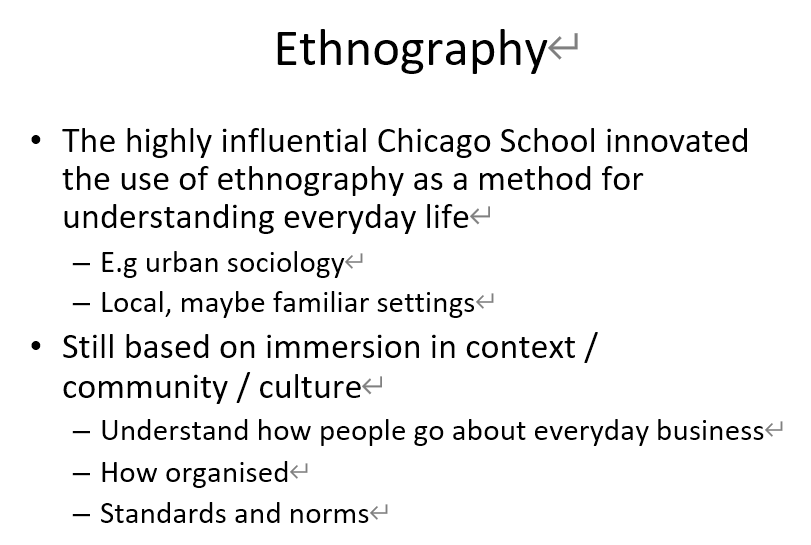 Ethnography↵
• The highly influential Chicago School innovated
the use of ethnography as a method for
understanding everyday life↵
– E.g urban sociology↵
– Local, maybe familiar settings↵
• Still based on immersion in context /
community / culture↵
– Understand how people go about everyday business↵
– How organised↵
– Standards and norms↵